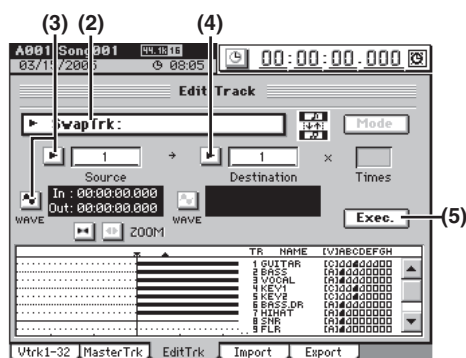 (3) (2) (4)
A001 Song001 44.1k 16 00:00:00.000
03/15/2003 08:05
Edit Track
SwapTrk: Mode
1 → 1 ×
Source Destination Times
In : 00:00:00.000
Out: 00:00:00.000
WAVE WAVE
Exec. (5)
ZOOM
TR NAME [V]ABCDEFGH
1 GUITAR
2 BASS
3 VOCAL
4 KEY1
5 KEY2
6 BASS.DR
7 HIHAT
8 SNR
9 FLR
Vtrk1-32 MasterTrk EditTrk Import Export